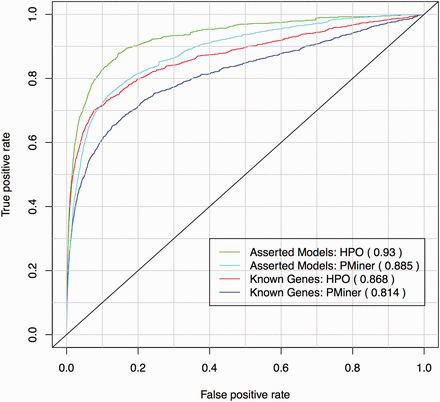 1.0
0.8
0.6
0.4
0.2
0.0
True positive rate
Asserted Models: HPO ( 0.93)
Asserted Models: PMiner ( 0.885)
Known Genes: HPO ( 0.868)
Known Genes: PMiner ( 0.814)
0.0 0.2 0.4 0.6 0.8 1.0
False positive rate